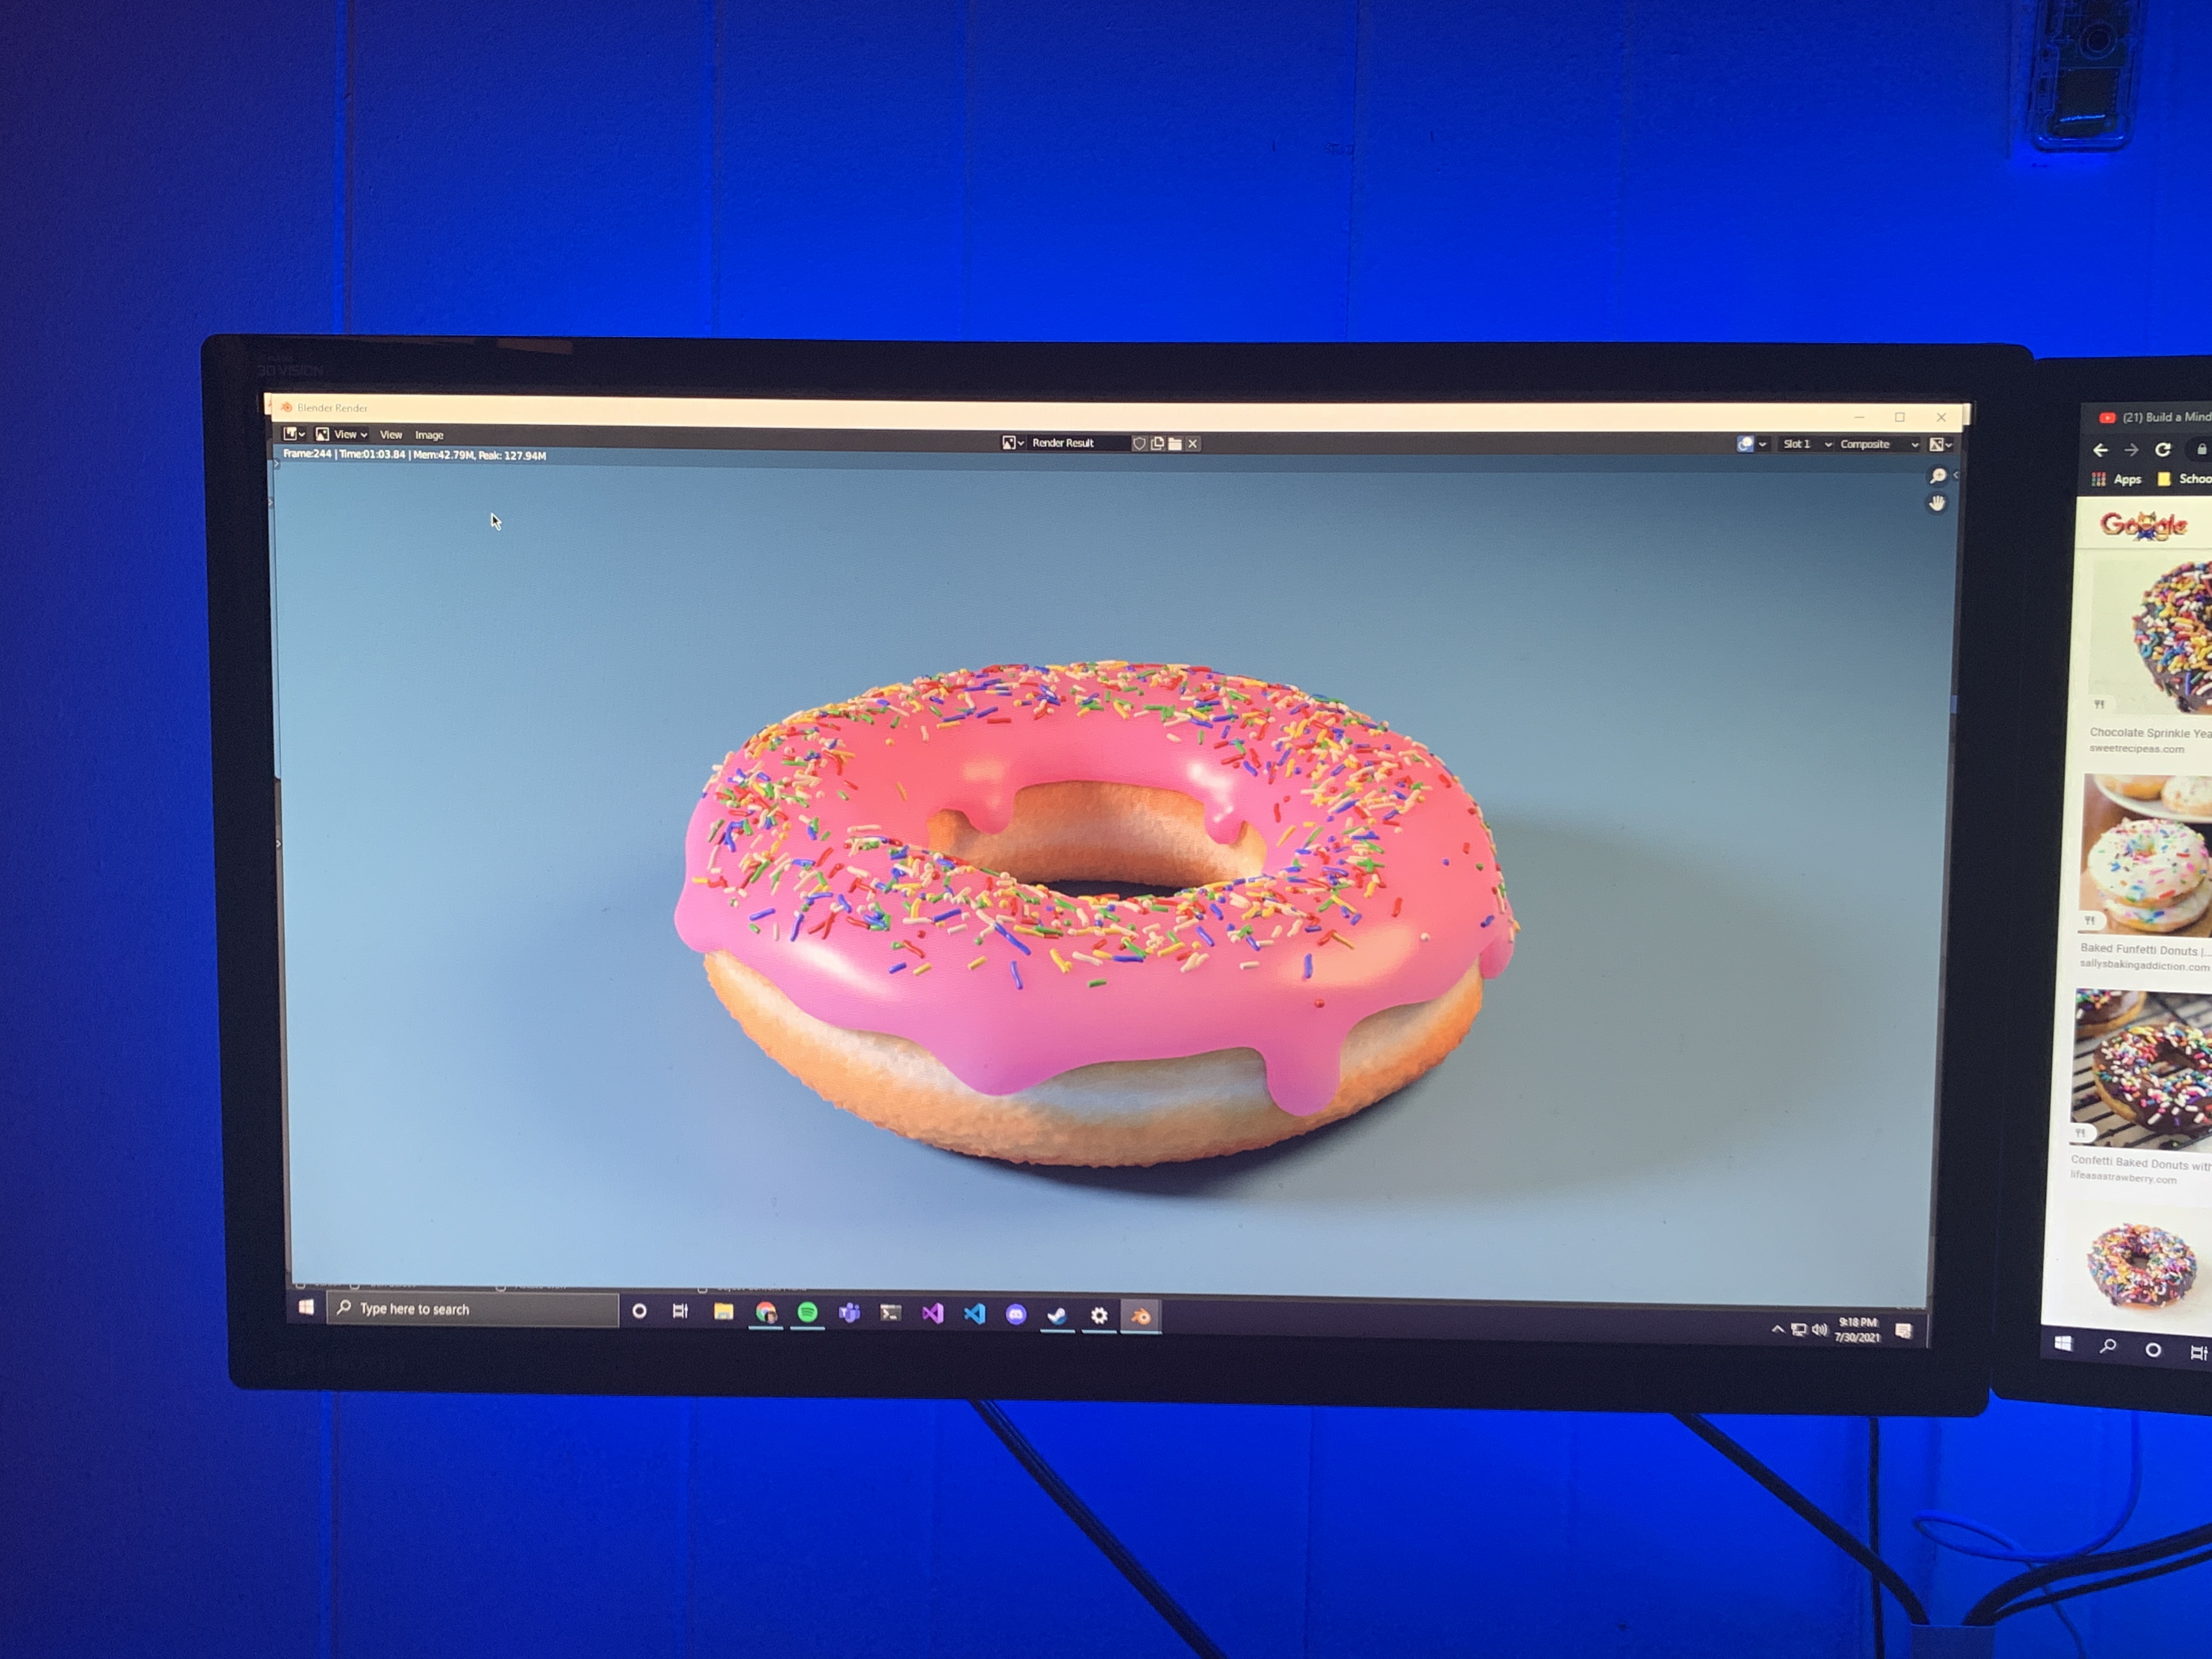 3D VISION
Blender Render
View View Image Render Result Slot 1 Composite
Frame:244 | Time:01:03.84 | Mem:42.79M, Peak: 127.94M
Type here to search
9:18 PM
7/30/2021
(21) Build a Mind
Apps Schoo
Google
Chocolate Sprinkle Yea
sweetrecipeas.com
Baked Funfetti Donuts |...
sallysbakingaddiction.com
Confetti Baked Donuts with
lifeasastrawberry.com